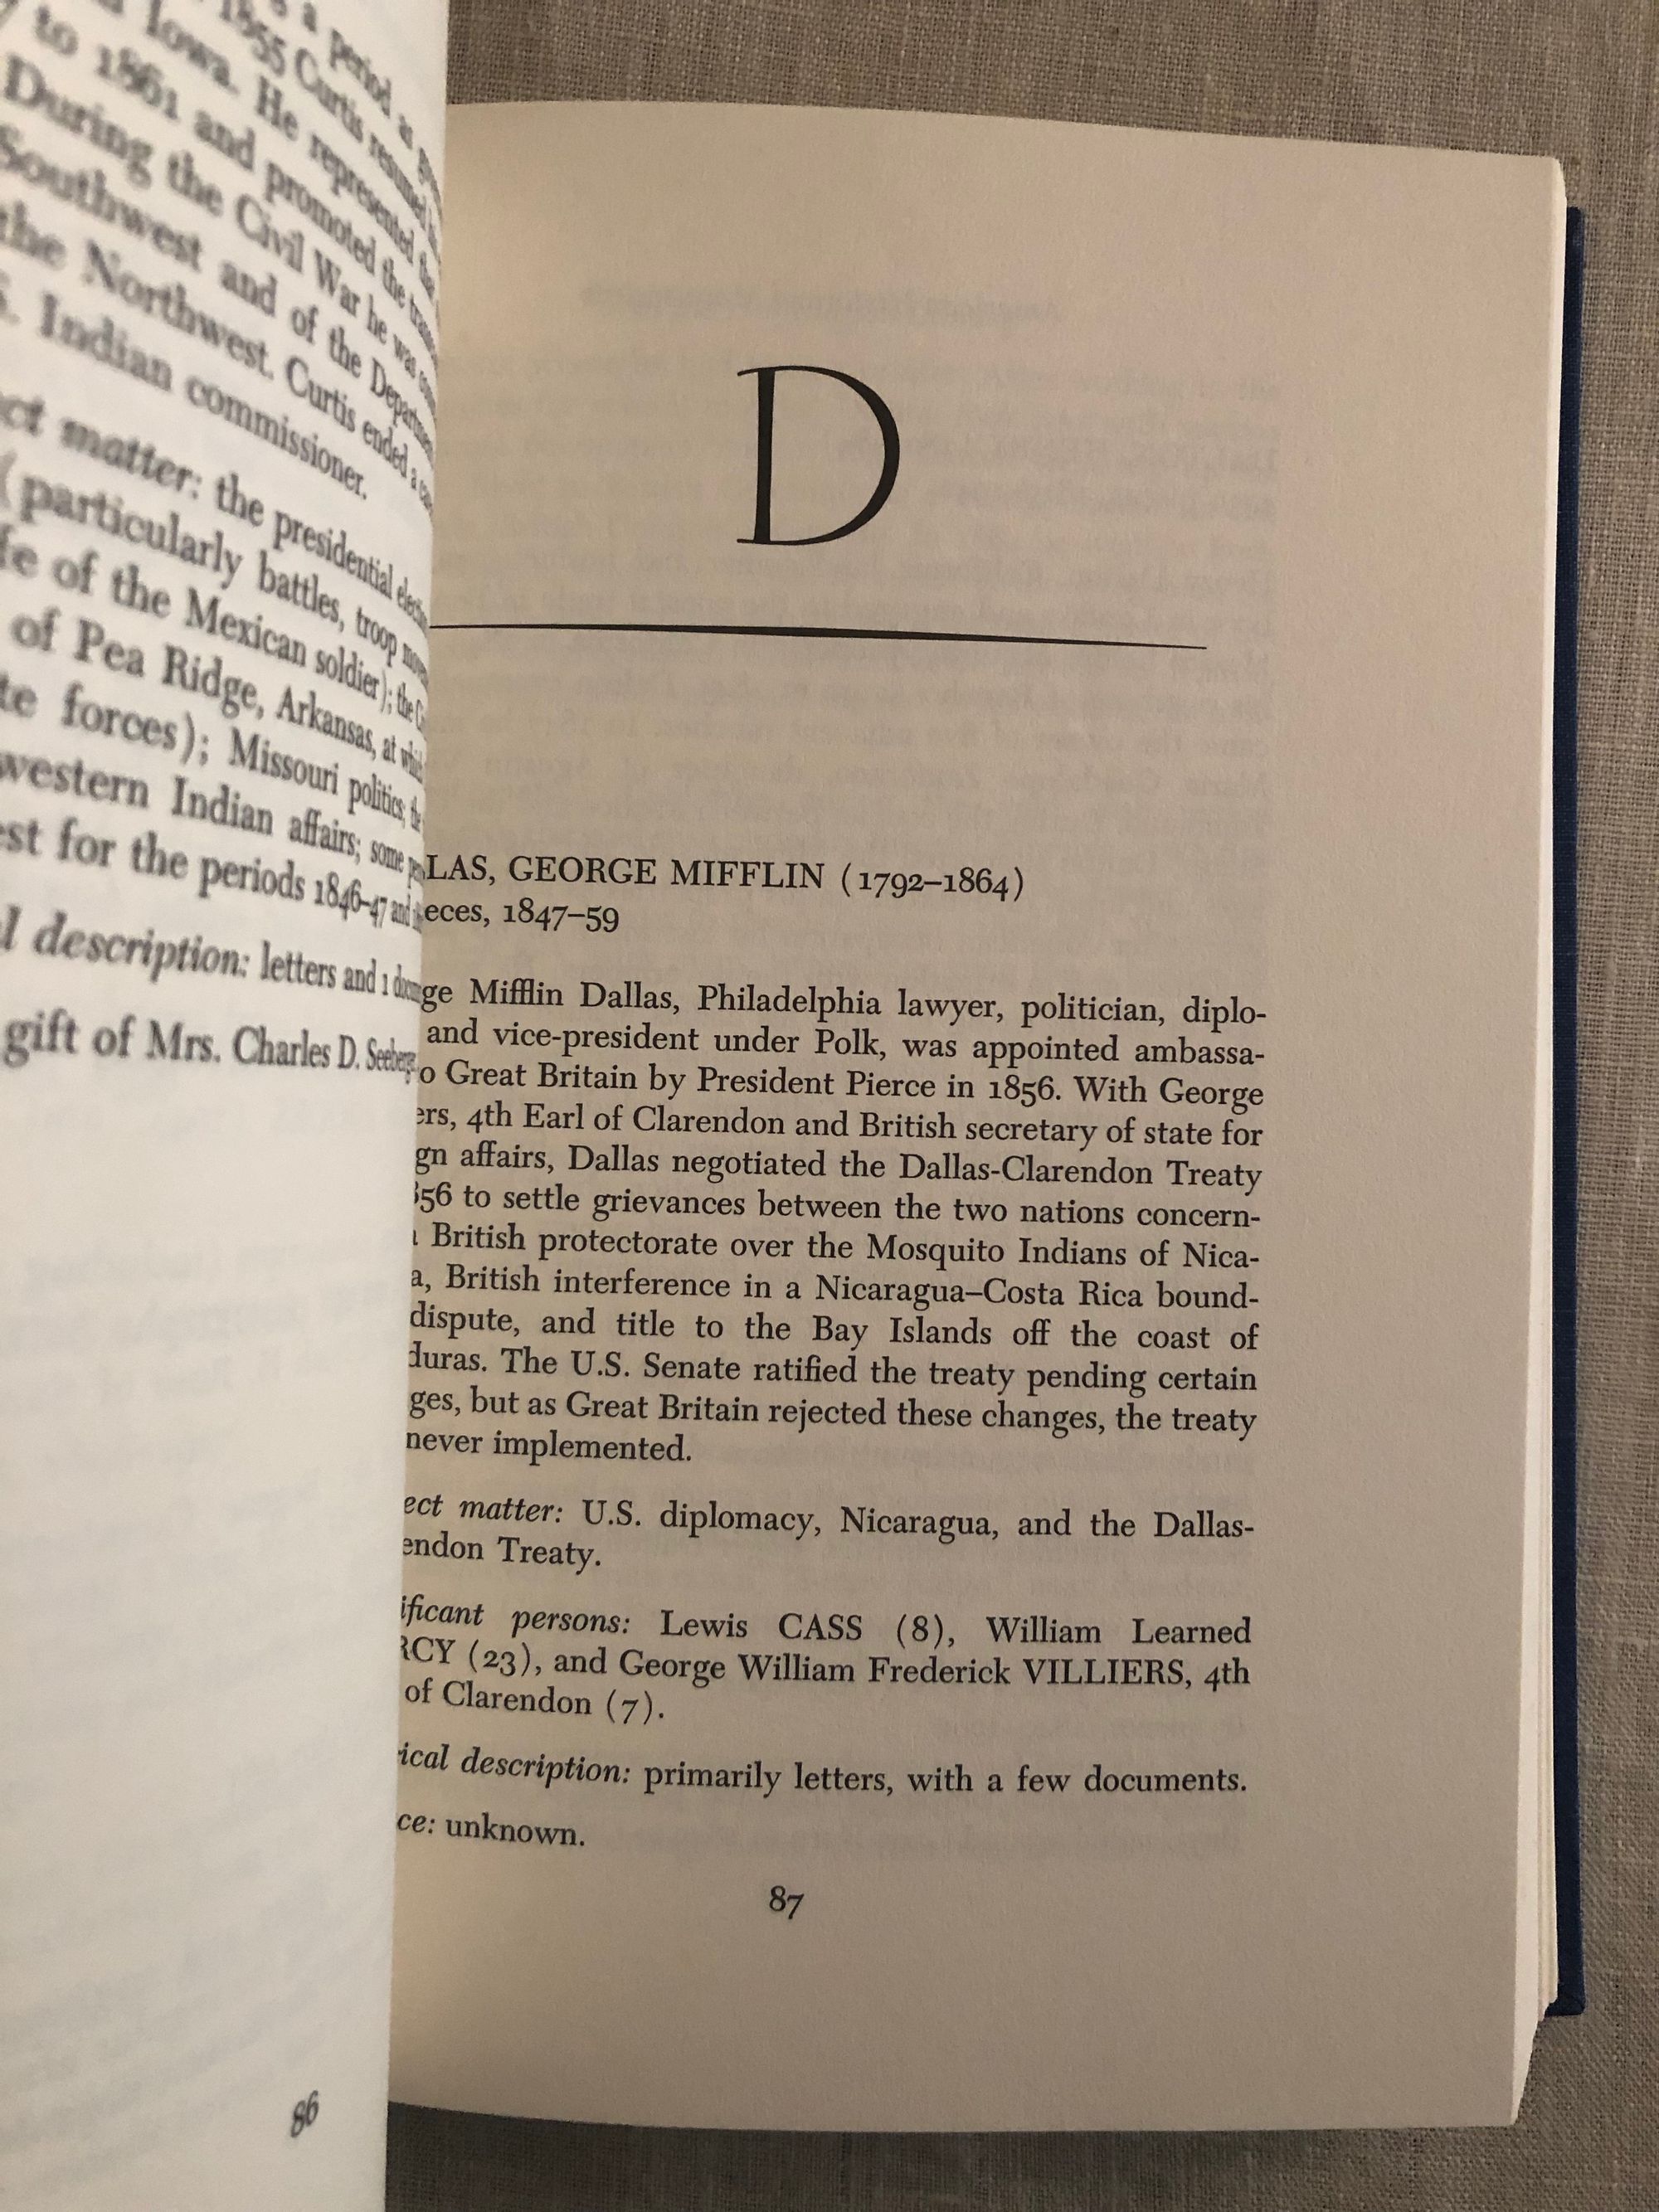 a period as
1855 Curtis resumed
Iowa. He represented the
to 1861 and promoted the
During the Civil War he was
Southwest and of the
the Northwest. Curtis ended a
Indian commissioner.
matter: the presidential
(particularly battles, troop
of the Mexican soldier); the
of Pea Ridge, Arkansas, at
forces); Missouri politics;
western Indian affairs; some
for the periods 1846–47 and
description: letters and 1
gift of Mrs. Charles D.
86
D
LAS, GEORGE MIFFLIN (1792–1864)
eces, 1847–59
ge Mifflin Dallas, Philadelphia lawyer, politician, diplo-
and vice-president under Polk, was appointed ambassa-
o Great Britain by President Pierce in 1856. With George
ers, 4th Earl of Clarendon and British secretary of state for
gn affairs, Dallas negotiated the Dallas-Clarendon Treaty
56 to settle grievances between the two nations concern-
British protectorate over the Mosquito Indians of Nica-
a, British interference in a Nicaragua–Costa Rica bound-
dispute, and title to the Bay Islands off the coast of
duras. The U.S. Senate ratified the treaty pending certain
ges, but as Great Britain rejected these changes, the treaty
never implemented.
ect matter: U.S. diplomacy, Nicaragua, and the Dallas-
endon Treaty.
ificant persons: Lewis CASS (8), William Learned
RCY (23), and George William Frederick VILLIERS, 4th
of Clarendon (7).
ical description: primarily letters, with a few documents.
ce: unknown.
87